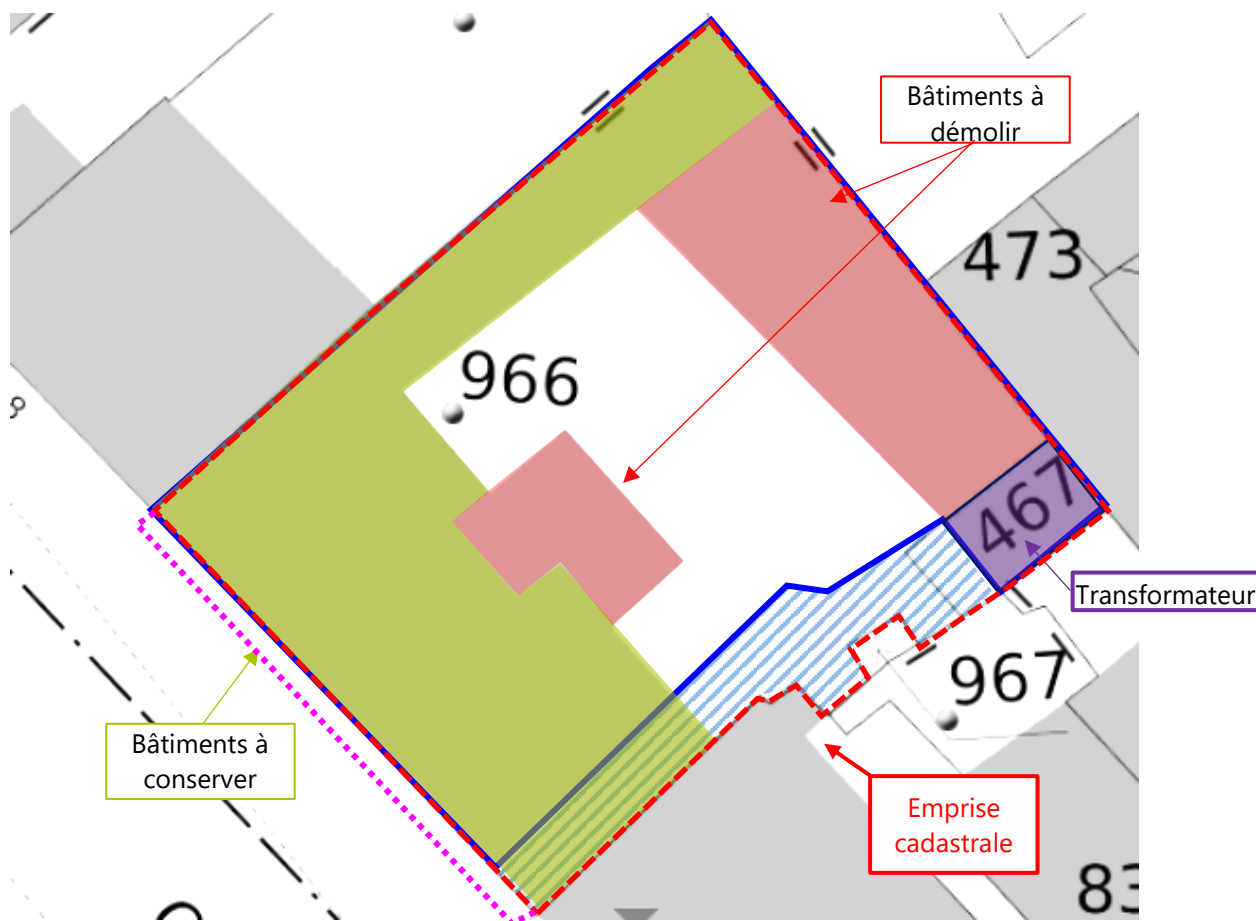 Bâtiments à
démolir
473
966
467
Transformateur
967
Bâtiments à
conserver
Emprise
cadastrale
83